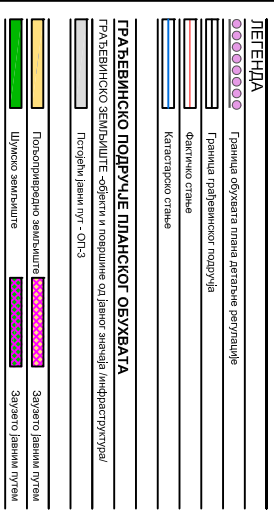 ЛЕГЕНДА
Граница обухвата плана детаљне регулације
Граница грађевинског подручја
Фактичко стање
Катастарско стање
ГРАЂЕВИНСКО ПОДРУЧЈЕ ПЛАНСКОГ ОБУХВАТА
ГРАЂЕВИНСКО ЗЕМЉИШТЕ -објекти и површине од јавног значаја /инфраструктура/
Постојећи јавни пут - ОП-3
Пољопривредно земљиште Заузето јавним путем
Шумско земљиште Заузето јавним путем